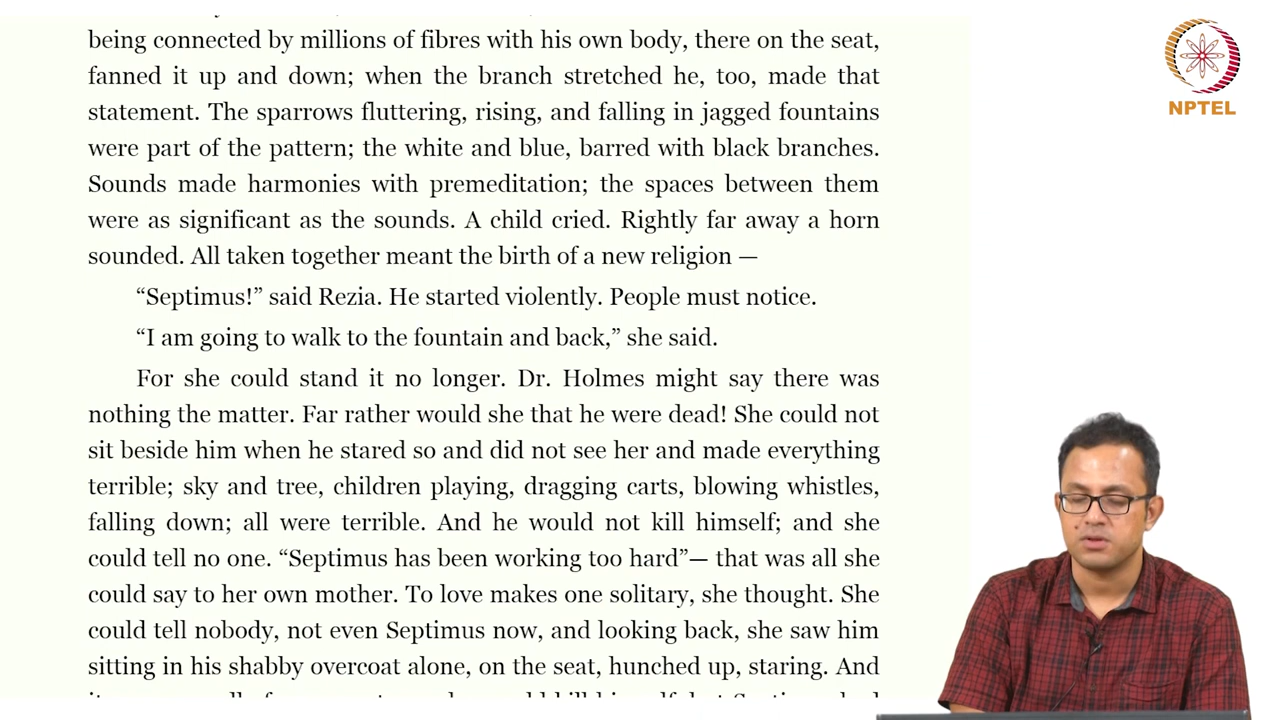 being connected by millions of fibres with his own body, there on the seat,
fanned it up and down; when the branch stretched he, too, made that
statement. The sparrows fluttering, rising, and falling in jagged fountains
were part of the pattern; the white and blue, barred with black branches.
Sounds made harmonies with premeditation; the spaces between them
were as significant as the sounds. A child cried. Rightly far away a horn
sounded. All taken together meant the birth of a new religion —
“Septimus!” said Rezia. He started violently. People must notice.
“I am going to walk to the fountain and back,” she said.
For she could stand it no longer. Dr. Holmes might say there was
nothing the matter. Far rather would she that he were dead! She could not
sit beside him when he stared so and did not see her and made everything
terrible; sky and tree, children playing, dragging carts, blowing whistles,
falling down; all were terrible. And he would not kill himself; and she
could tell no one. “Septimus has been working too hard”— that was all she
could say to her own mother. To love makes one solitary, she thought. She
could tell nobody, not even Septimus now, and looking back, she saw him
sitting in his shabby overcoat alone, on the seat, hunched up, staring. And
NPTEL